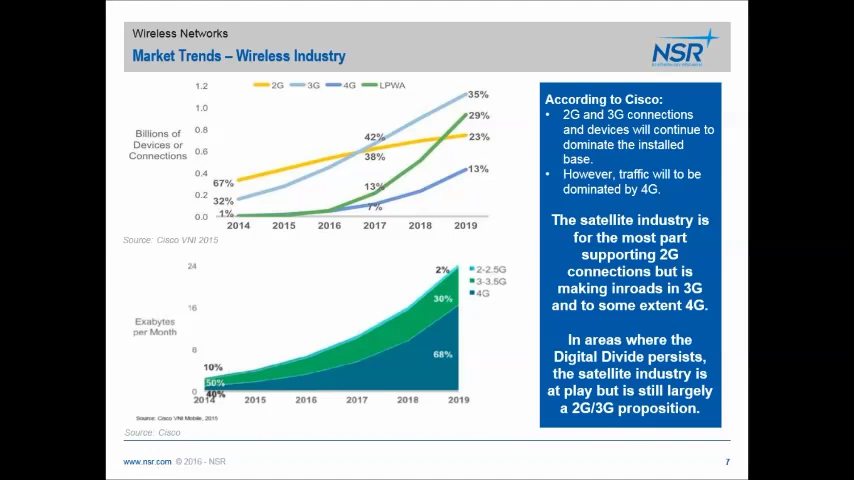 Wireless Networks
Market Trends – Wireless Industry
NSR
2G 3G 4G LPWA
Billions of
Devices or
Connections
1.2
1.0
0.8
0.6
0.4
0.2
0.0
67%
32%
1%
42%
38%
13%
7%
35%
29%
23%
13%
2014 2015 2016 2017 2018 2019
Source: Cisco VNI 2015
Exabytes
per Month
24
16
8
0
10%
50%
40%
2%
30%
68%
2-2.5G
3-3.5G
4G
2014 2015 2016 2017 2018 2019
Source: Cisco VNI Mobile, 2015
Source: Cisco
According to Cisco:
• 2G and 3G connections
and devices will continue to
dominate the installed
base.
• However, traffic will to be
dominated by 4G.
The satellite industry is
for the most part
supporting 2G
connections but is
making inroads in 3G
and to some extent 4G.
In areas where the
Digital Divide persists,
the satellite industry is
at play but is still largely
a 2G/3G proposition.
www.nsr.com © 2016 - NSR
7